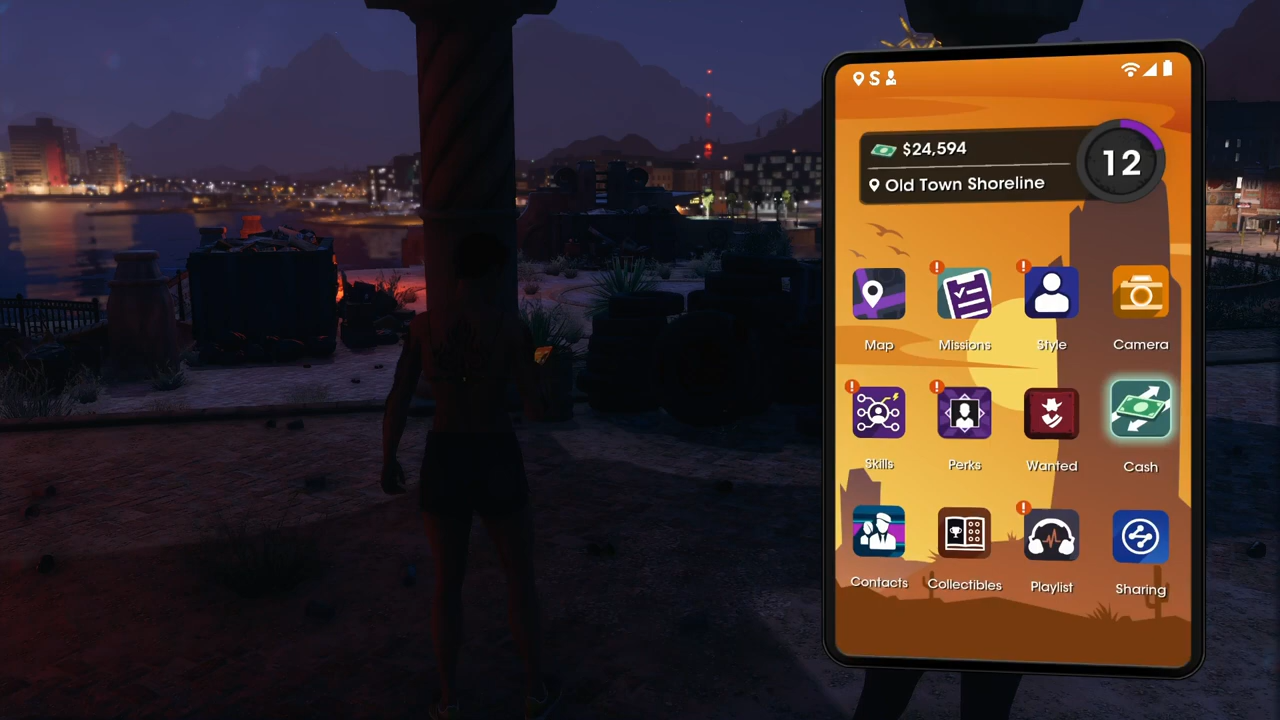 S
$24,594
12
Old Town Shoreline
! ! 
Map Missions Style Camera
! !
Skills Perks Wanted Cash
!
Contacts Collectibles Playlist Sharing